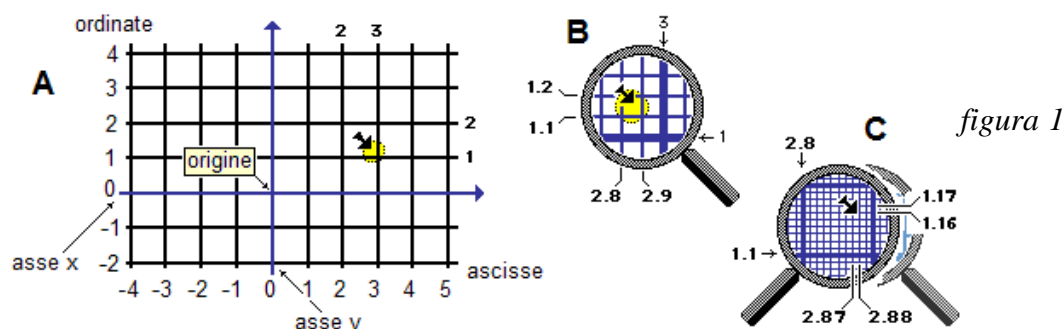 ordinate
2 3
A
4
3
2
1
0
-1
-2
2
1
origine
asse x
-4 -3 -2 -1 0 1 2 3 4 5
ascisse
asse y
B
3
1.2
1.1
1
2.8 2.9
C
2.8
1.17
1.16
1.1
2.87 2.88
figura 1